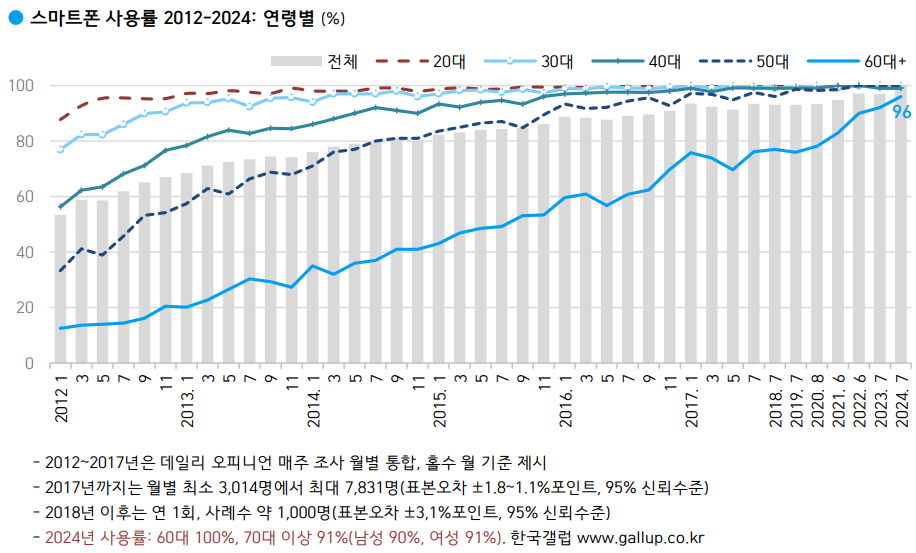 ● 스마트폰 사용률 2012-2024: 연령별 (%)
전체 20대 30대 40대 50대 60대+
100
80
60
40
20
0
96
2012 1 3 5 7 9 11 2013.1 3 5 7 9 11 2014.1 3 5 7 9 11 2015.1 3 5 7 9 11 2016.1 3 5 7 9 11 2017.1 3 5 7 9 11 2018.7 2019.7 2020.8 2021.6 2022.6 2023.7 2024.7
- 2012~2017년은 데일리 오피니언 매주 조사 월별 통합, 홀수 월 기준 제시
- 2017년까지는 월별 최소 3,014명에서 최대 7,831명(표본오차 ±1.8~1.1%포인트, 95% 신뢰수준)
- 2018년 이후는 연 1회, 사례수 약 1,000명(표본오차 ±3,1%포인트, 95% 신뢰수준)
- 2024년 사용률: 60대 100%, 70대 이상 91%(남성 90%, 여성 91%). 한국갤럽 www.gallup.co.kr